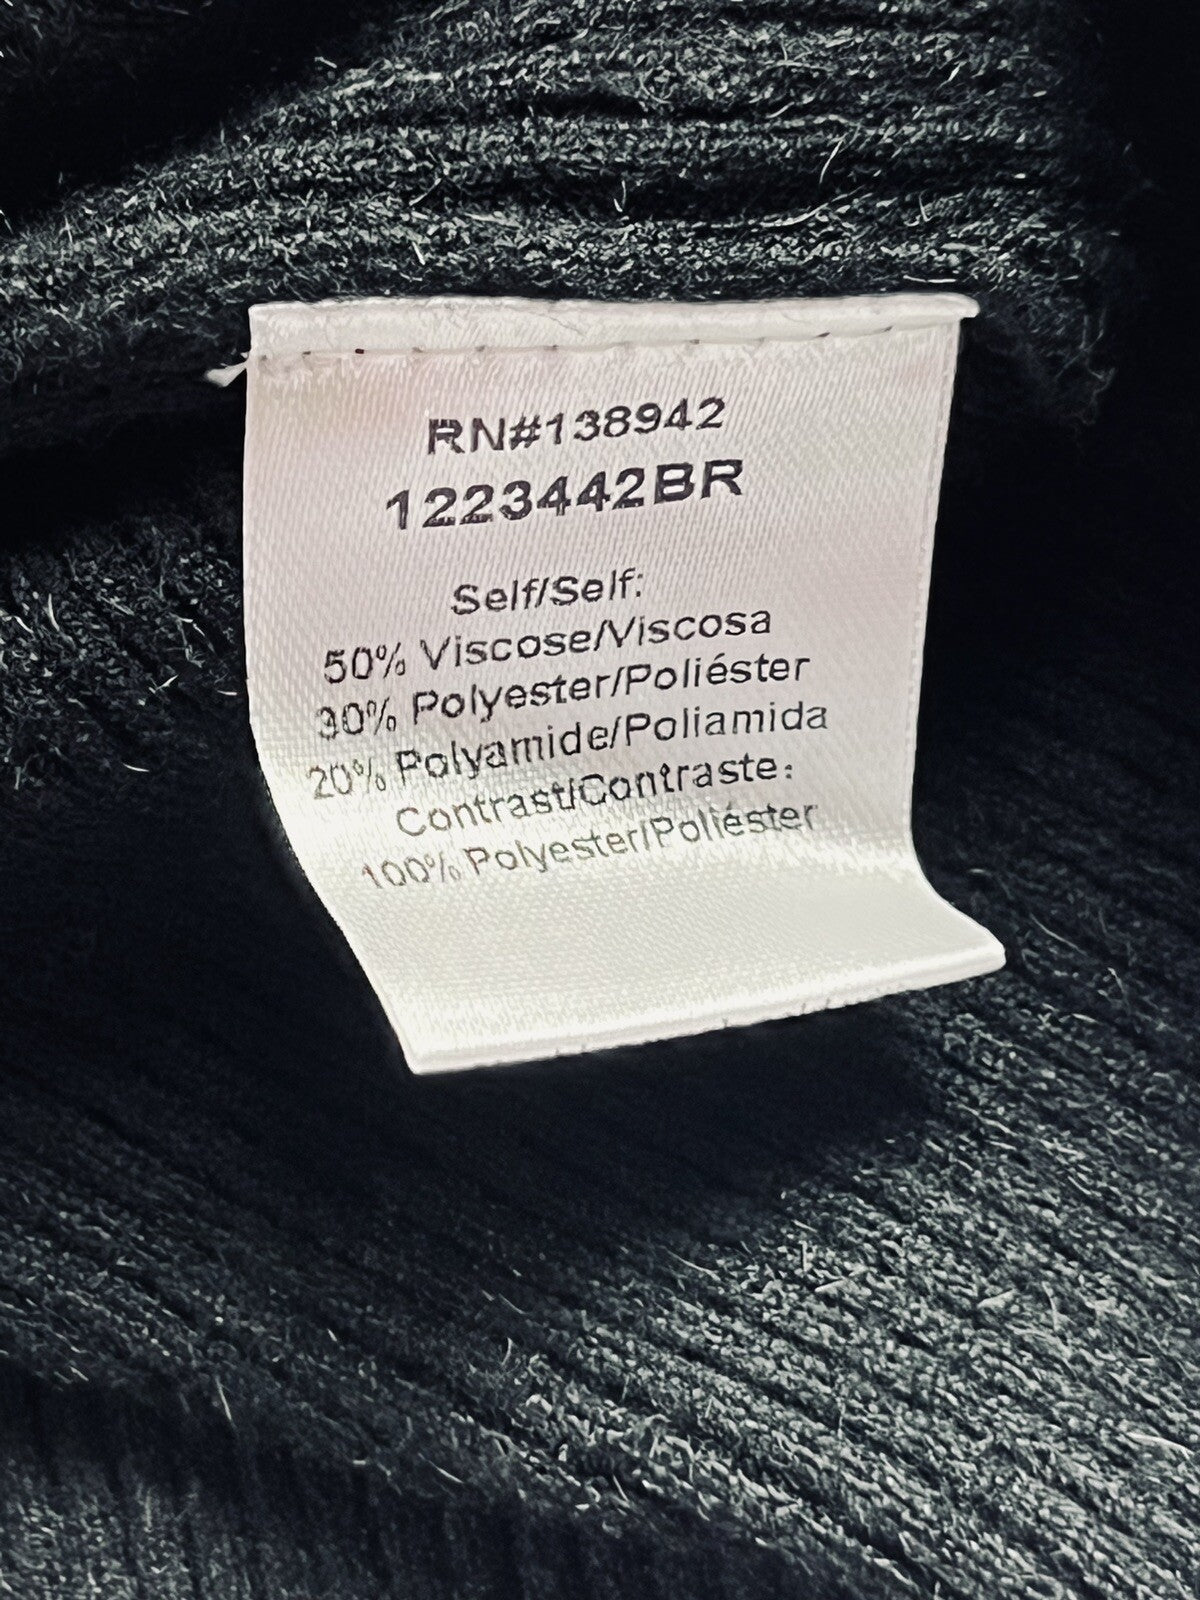 RN#138942
1223442BR
Self/Self:
50% Viscose/Viscosa
30% Polyester/Poliéster
20% Polyamide/Poliamida
Contrast/Contraste:
100% Polyester/Poliéster